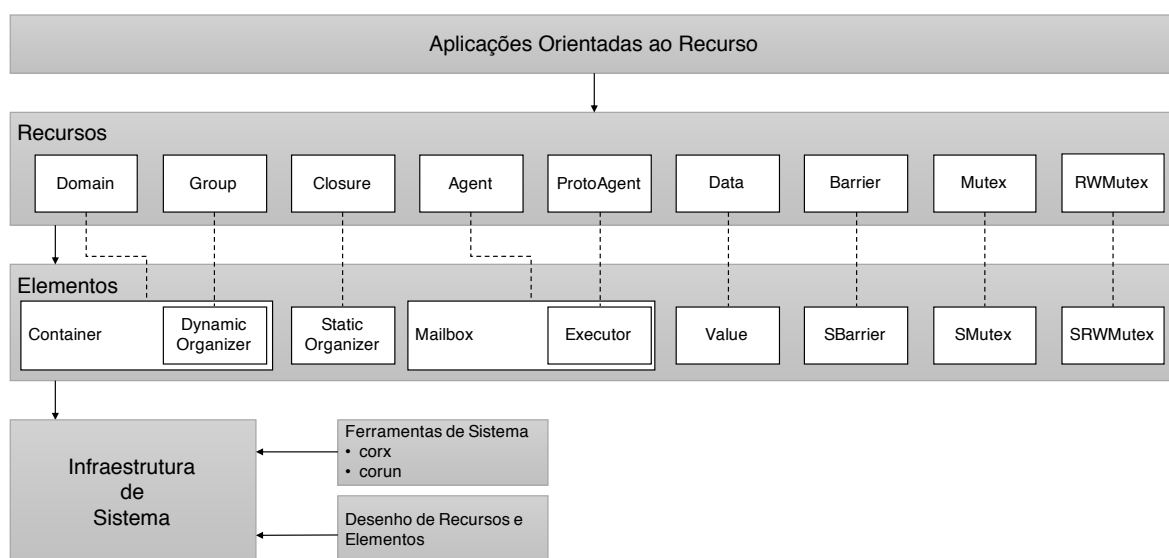 Aplicações Orientadas ao Recurso
Recursos
Domain
Group
Closure
Agent
ProtoAgent
Data
Barrier
Mutex
RWMutex
Elementos
Container
Dynamic
Organizer
Static
Organizer
Mailbox
Executor
Value
SBarrier
SMutex
SRWMutex
Infraestrutura
de
Sistema
Ferramentas de Sistema
• corx
• corun
Desenho de Recursos e
Elementos